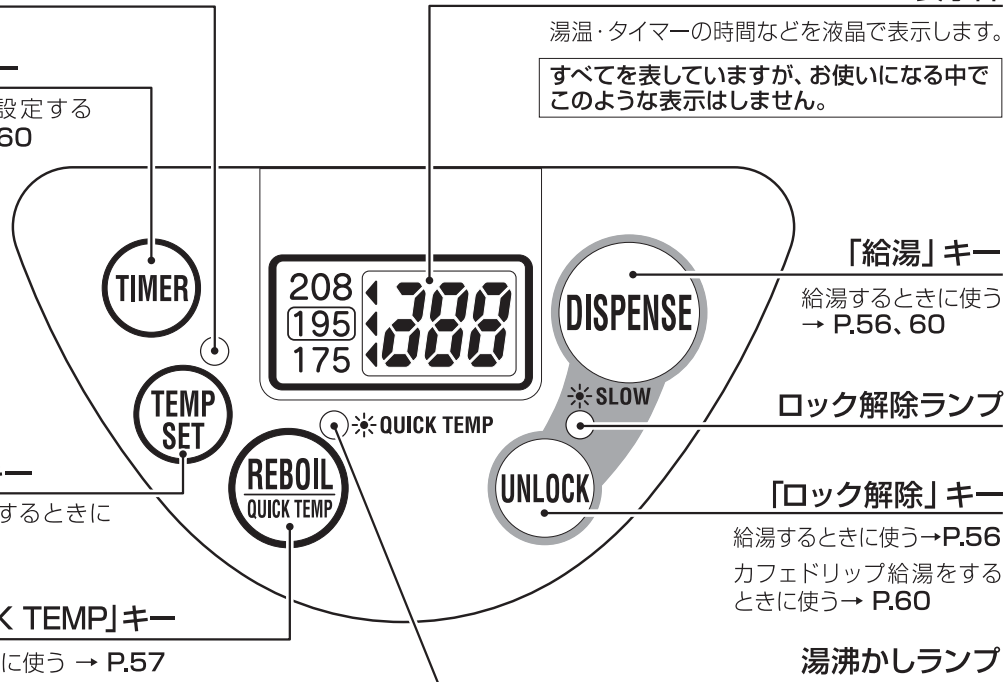 湯温・タイマーの時間などを液晶で表示します。
すべてを表していますが、お使いになる中で
このような表示はしません。
ー
設定する
60
TIMER
208
195
175
188
DISPENSE
「給湯」キー
給湯するときに使う
→ P.56、60
TEMP
SET
SLOW
QUICK TEMP
ロック解除ランプ
REBOIL
QUICK TEMP
UNLOCK
ー
するときに
「ロック解除」キー
給湯するときに使う→P.56
カフェドリップ給湯をする
ときに使う→ P.60
K TEMP」キー
に使う → P.57
湯沸かしランプ